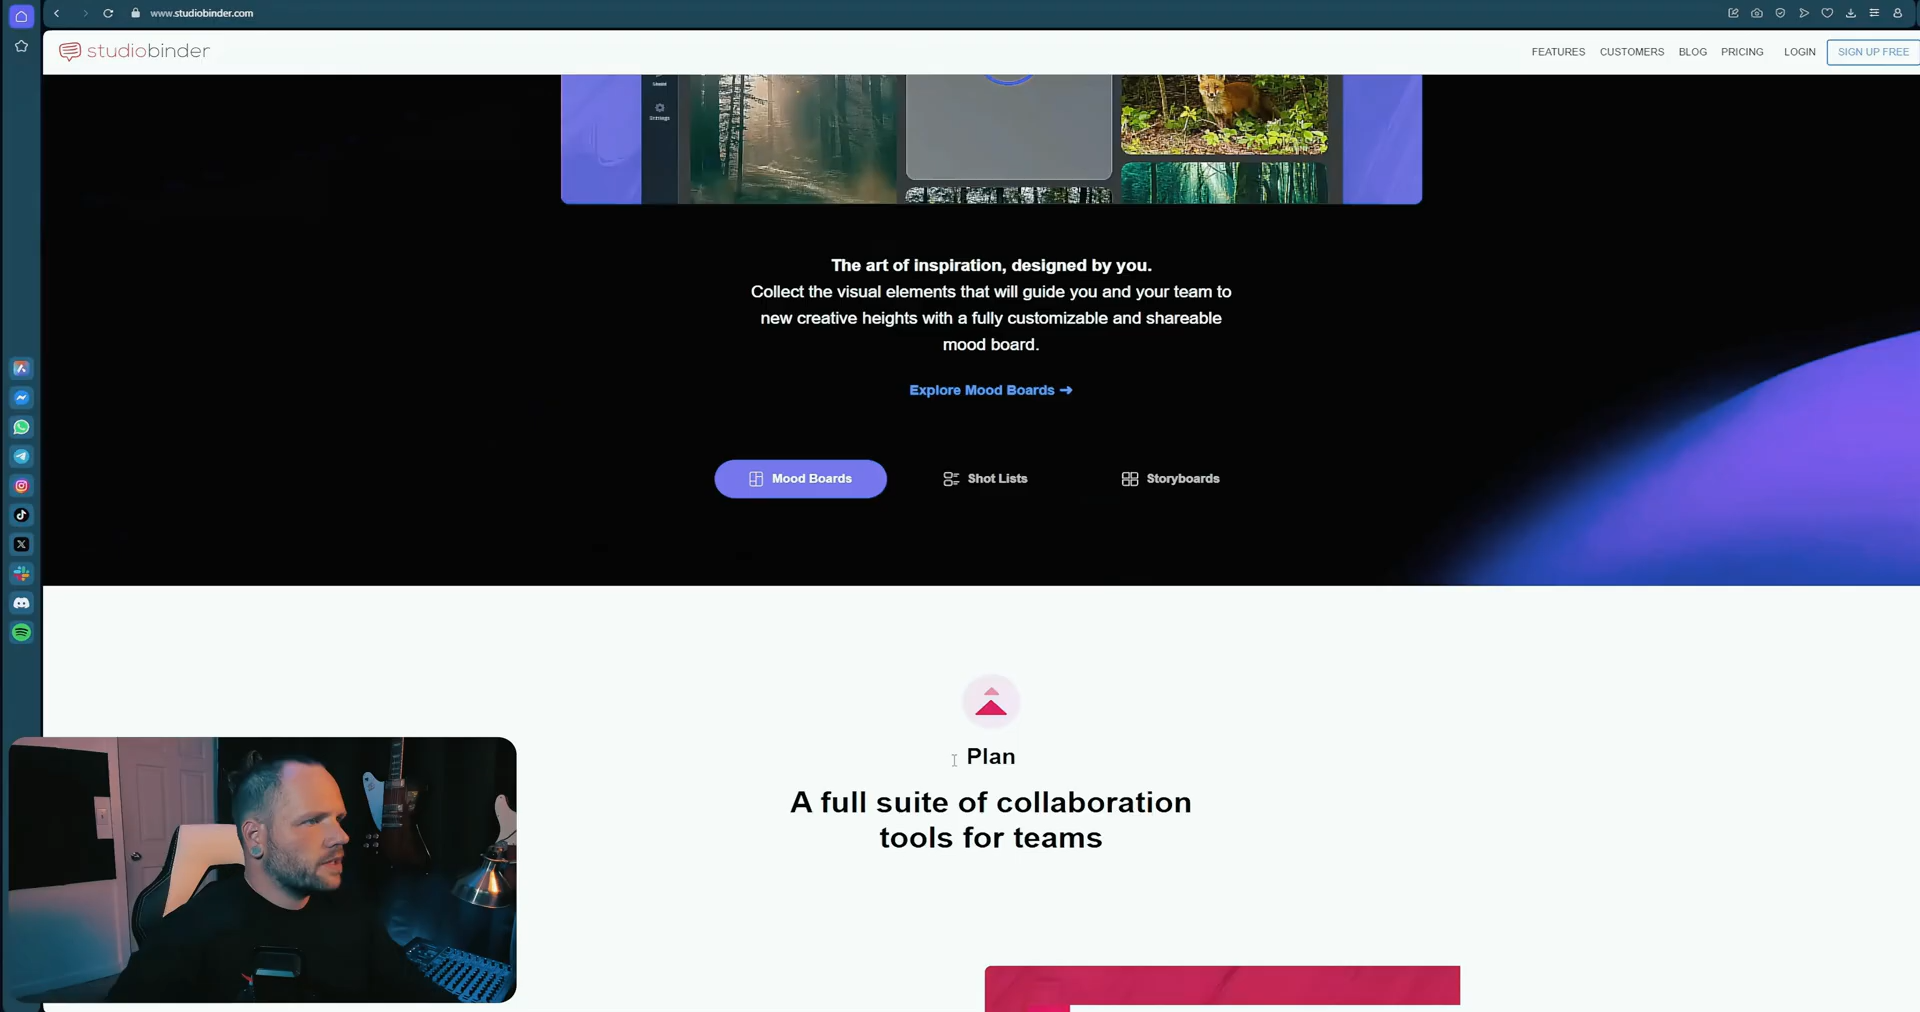 www.studiobinder.com
studiobinder
FEATURES CUSTOMERS BLOG PRICING LOGIN SIGN UP FREE
Settings
The art of inspiration, designed by you.
Collect the visual elements that will guide you and your team to
new creative heights with a fully customizable and shareable
mood board.
Explore Mood Boards →
Mood Boards Shot Lists Storyboards
Plan
A full suite of collaboration
tools for teams